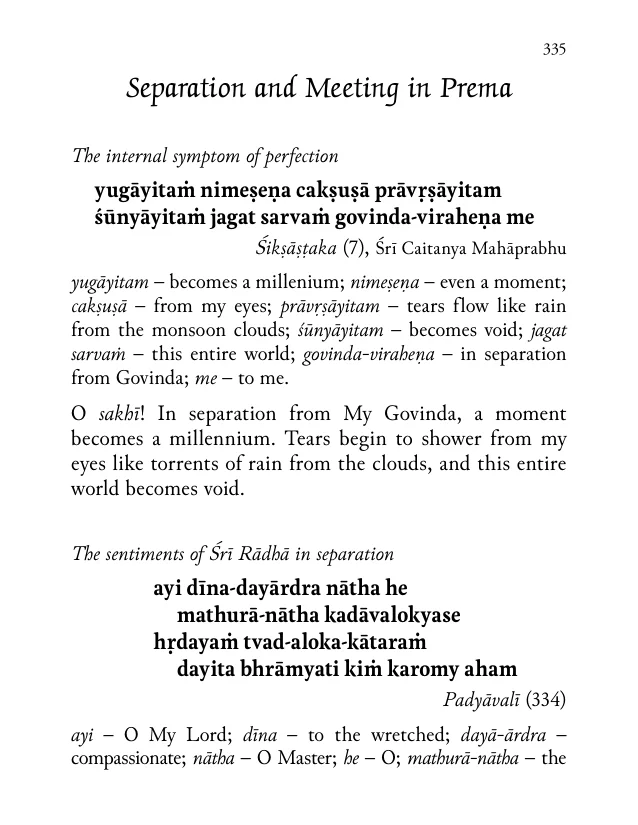 335
Separation and Meeting in Prema
The internal symptom of perfection
yugāyitaṁ nimeṣeṇa cakṣuṣā prāvṛṣāyitam
śūnyāyitaṁ jagat sarvaṁ govinda-viraheṇa me
Śikṣāṣṭaka (7), Śrī Caitanya Mahāprabhu
yugāyitam – becomes a millenium; nimeṣeṇa – even a moment;
cakṣuṣā – from my eyes; prāvṛṣāyitam – tears flow like rain
from the monsoon clouds; śūnyāyitam – becomes void; jagat
sarvaṁ – this entire world; govinda-viraheṇa – in separation
from Govinda; me – to me.
O sakhī! In separation from My Govinda, a moment
becomes a millennium. Tears begin to shower from my
eyes like torrents of rain from the clouds, and this entire
world becomes void.
The sentiments of Śrī Rādhā in separation
ayi dīna-dayārdra nātha he
mathurā-nātha kadāvalokyase
hṛdayaṁ tvad-aloka-kātaraṁ
dayita bhrāmyati kiṁ karomy aham
Padyāvalī (334)
ayi – O My Lord; dīna – to the wretched; dayā-ārdra –
compassionate; nātha – O Master; he – O; mathurā-nātha – the